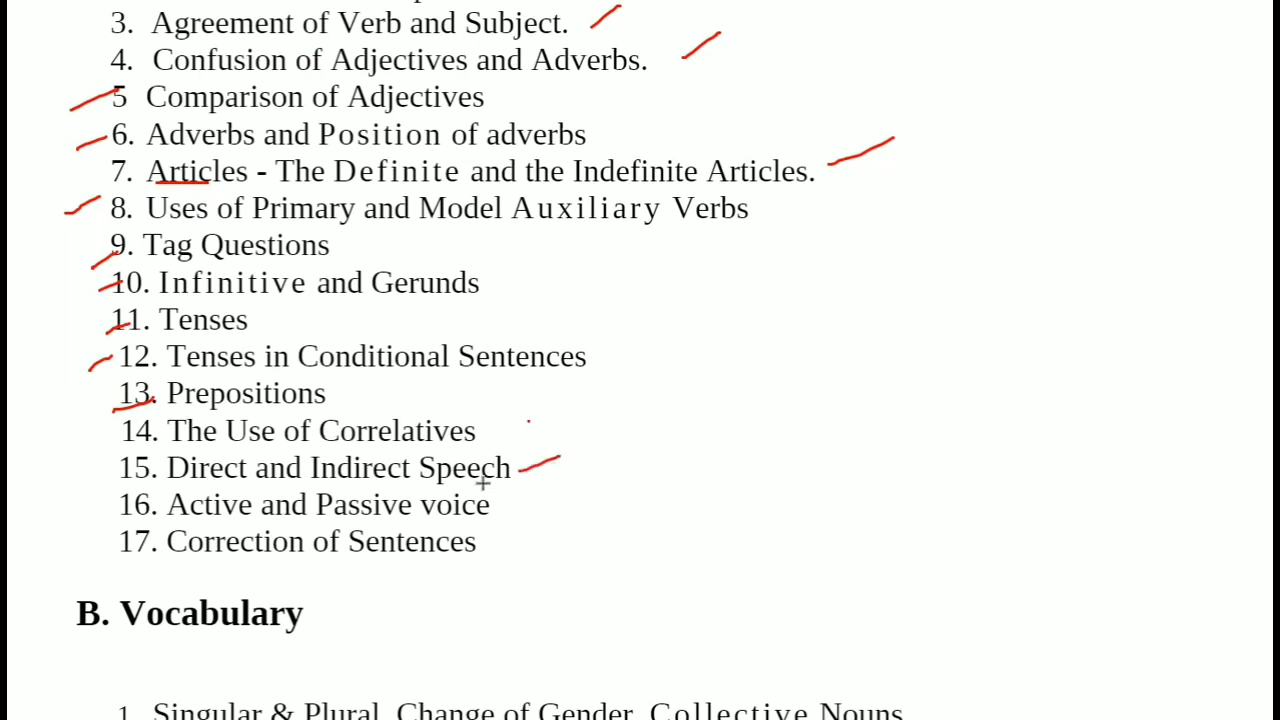 3. Agreement of Verb and Subject.
4. Confusion of Adjectives and Adverbs.
5 Comparison of Adjectives
6. Adverbs and Position of adverbs
7. Articles - The Definite and the Indefinite Articles.
8. Uses of Primary and Model Auxiliary Verbs
9. Tag Questions
10. Infinitive and Gerunds
11. Tenses
12. Tenses in Conditional Sentences
13. Prepositions
14. The Use of Correlatives
15. Direct and Indirect Speech
16. Active and Passive voice
17. Correction of Sentences
B. Vocabulary
1. Singular & Plural, Change of Gender, Collective Nouns